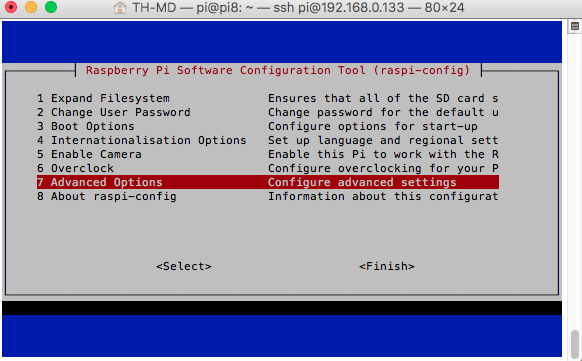 TH-MD — pi@pi8: ~ — ssh pi@192.168.0.133 — 80×24
Raspberry Pi Software Configuration Tool (raspi-config)
1 Expand Filesystem Ensures that all of the SD card s
2 Change User Password Change password for the default u
3 Boot Options Configure options for start-up
4 Internationalisation Options Set up language and regional sett
5 Enable Camera Enable this Pi to work with the R
6 Overclock Configure overclocking for your P
7 Advanced Options Configure advanced settings
8 About raspi-config Information about this configurat
<Select> <Finish>